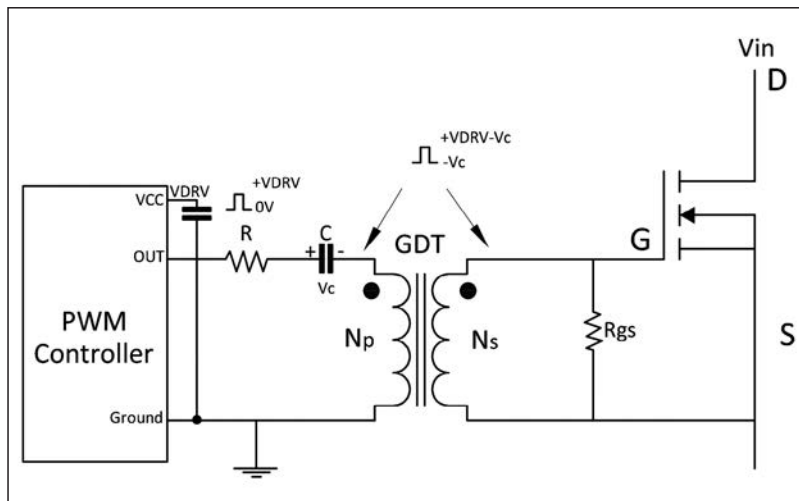 Vin
D
+VDRV-Vc
-Vc
VCC
VDRV
+VDRV
0V
R
C
+ -
Vc
GDT
G
OUT
PWM
Controller
Np
Ns
Rgs
S
Ground